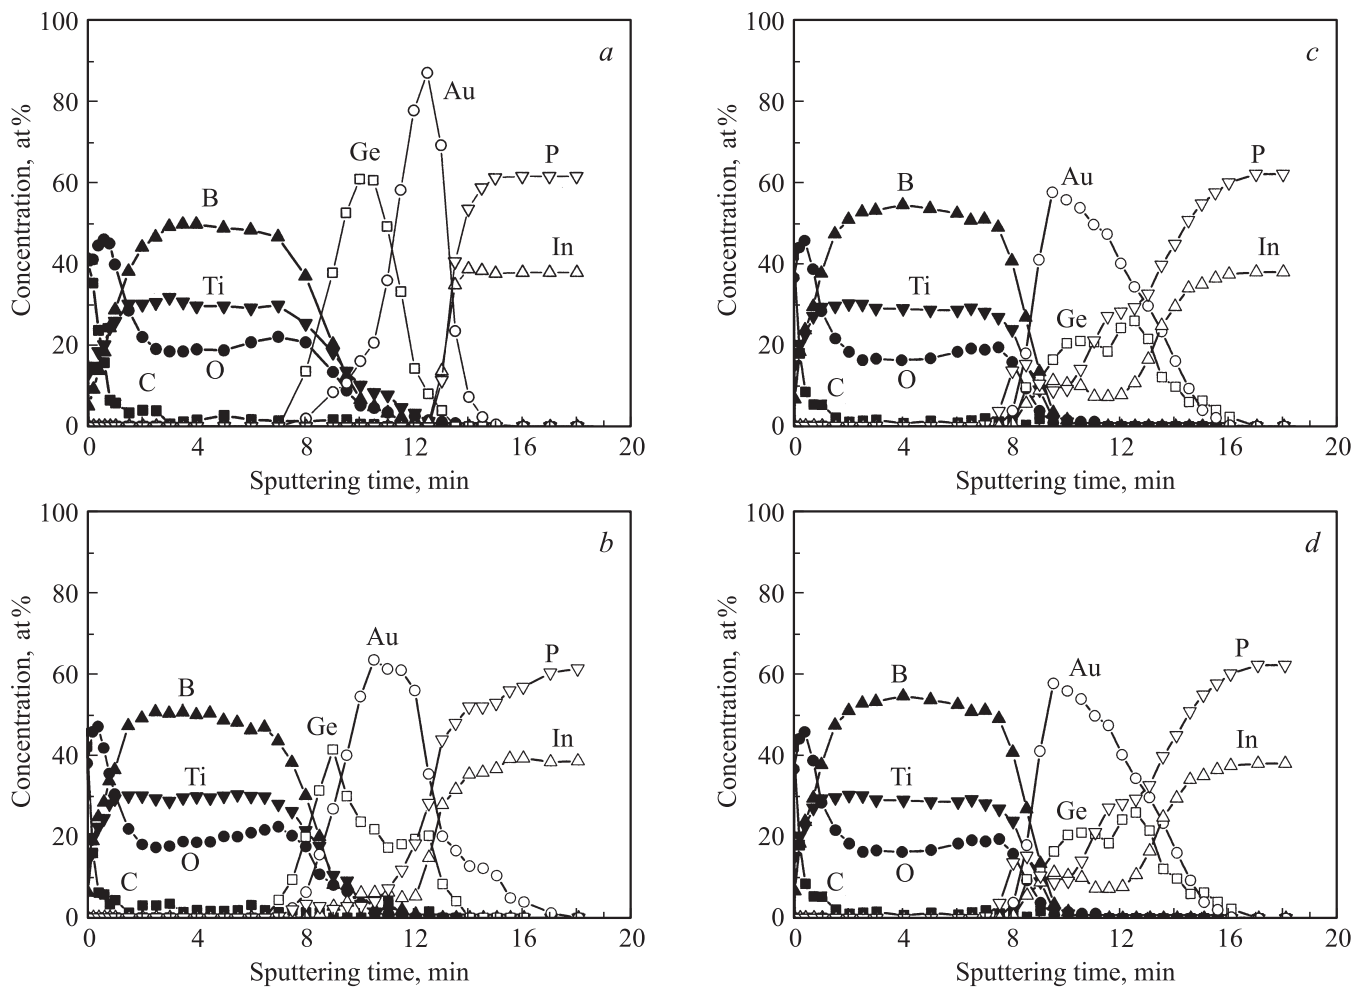 100
80
60
40
20
0
0 4 8 12 16 20
Concentration, at%
Sputtering time, min
a
B
Ti
O
C
Ge
Au
P
In
100
80
60
40
20
0
0 4 8 12 16 20
Concentration, at%
Sputtering time, min
c
B
Ti
O
C
Au
Ge
P
In
100
80
60
40
20
0
0 4 8 12 16 20
Concentration, at%
Sputtering time, min
b
B
Ti
O
C
Ge
Au
P
In
100
80
60
40
20
0
0 4 8 12 16 20
Concentration, at%
Sputtering time, min
d
B
Ti
O
C
Au
Ge
P
In